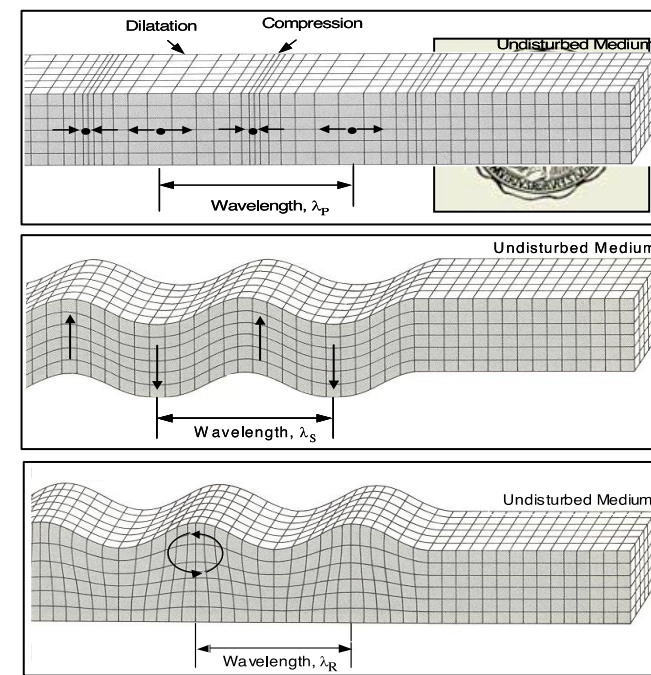 Dilatation
Compression
Undisturbed Medium
Wavelength, λP
Undisturbed Medium
Wavelength, λS
Undisturbed Medium
Wavelength, λR